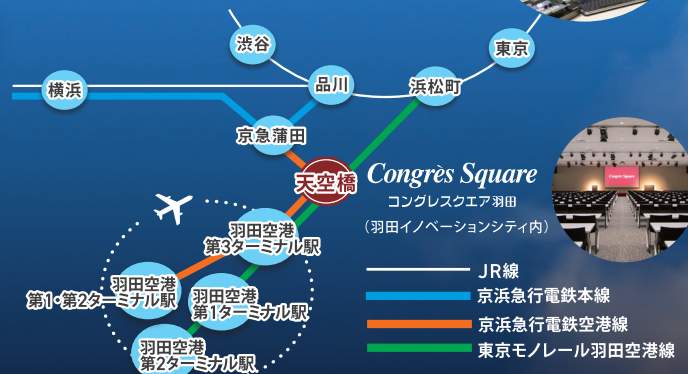 渋谷
東京
横浜
品川
浜松町
京急蒲田
天空橋
Congrès Square
コングレスクエア羽田
(羽田イノベーションシティ内)
羽田空港
第3ターミナル駅
羽田空港
第1・第2ターミナル駅
羽田空港
第1ターミナル駅
羽田空港
第2ターミナル駅
JR線
京浜急行電鉄本線
京浜急行電鉄空港線
東京モノレール羽田空港線
Congrès Square